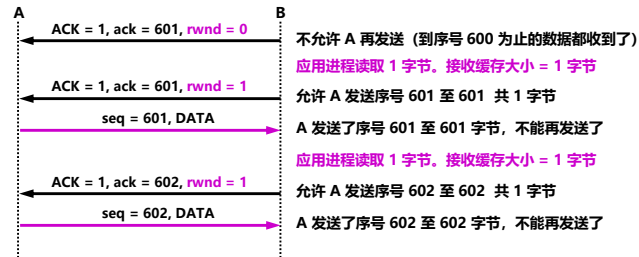 A B
ACK = 1, ack = 601, rwnd = 0
不允许 A 再发送（到序号 600 为止的数据都收到了）
应用进程读取 1 字节。接收缓存大小 = 1 字节
ACK = 1, ack = 601, rwnd = 1
允许 A 发送序号 601 至 601 共 1 字节
seq = 601, DATA
A 发送了序号 601 至 601 字节，不能再发送了
应用进程读取 1 字节。接收缓存大小 = 1 字节
ACK = 1, ack = 602, rwnd = 1
允许 A 发送序号 602 至 602 共 1 字节
seq = 602, DATA
A 发送了序号 602 至 602 字节，不能再发送了